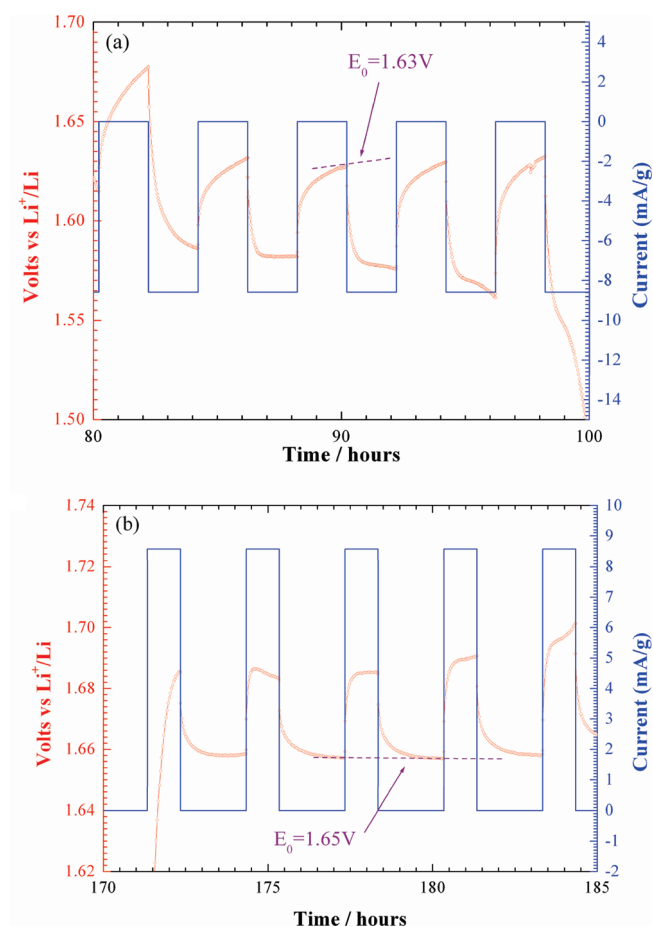 (a)
E₀=1.63V
1.70
1.65
1.60
1.55
1.50
Volts vs Li⁺/Li
4
2
0
-2
-4
-6
-8
-10
-12
-14
Current (mA/g)
80 90 100
Time / hours
(b)
E₀=1.65V
1.74
1.72
1.70
1.68
1.66
1.64
1.62
Volts vs Li⁺/Li
10
9
8
7
6
5
4
3
2
1
0
-1
-2
Current (mA/g)
170 175 180 185
Time / hours